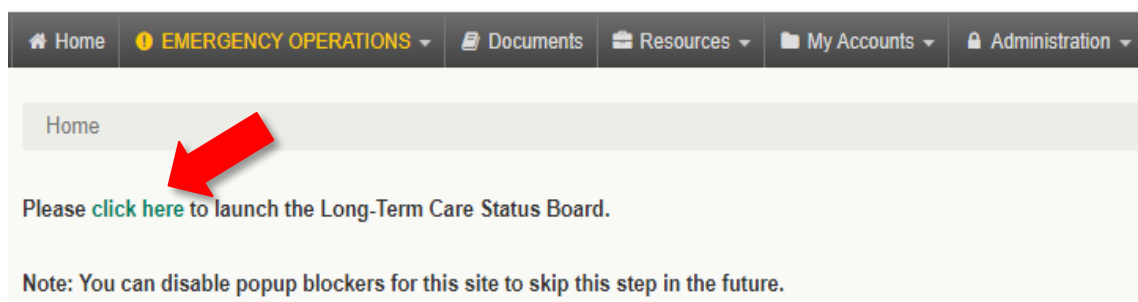 Home EMERGENCY OPERATIONS Documents Resources My Accounts Administration
Home
Please click here to launch the Long-Term Care Status Board.
Note: You can disable popup blockers for this site to skip this step in the future.